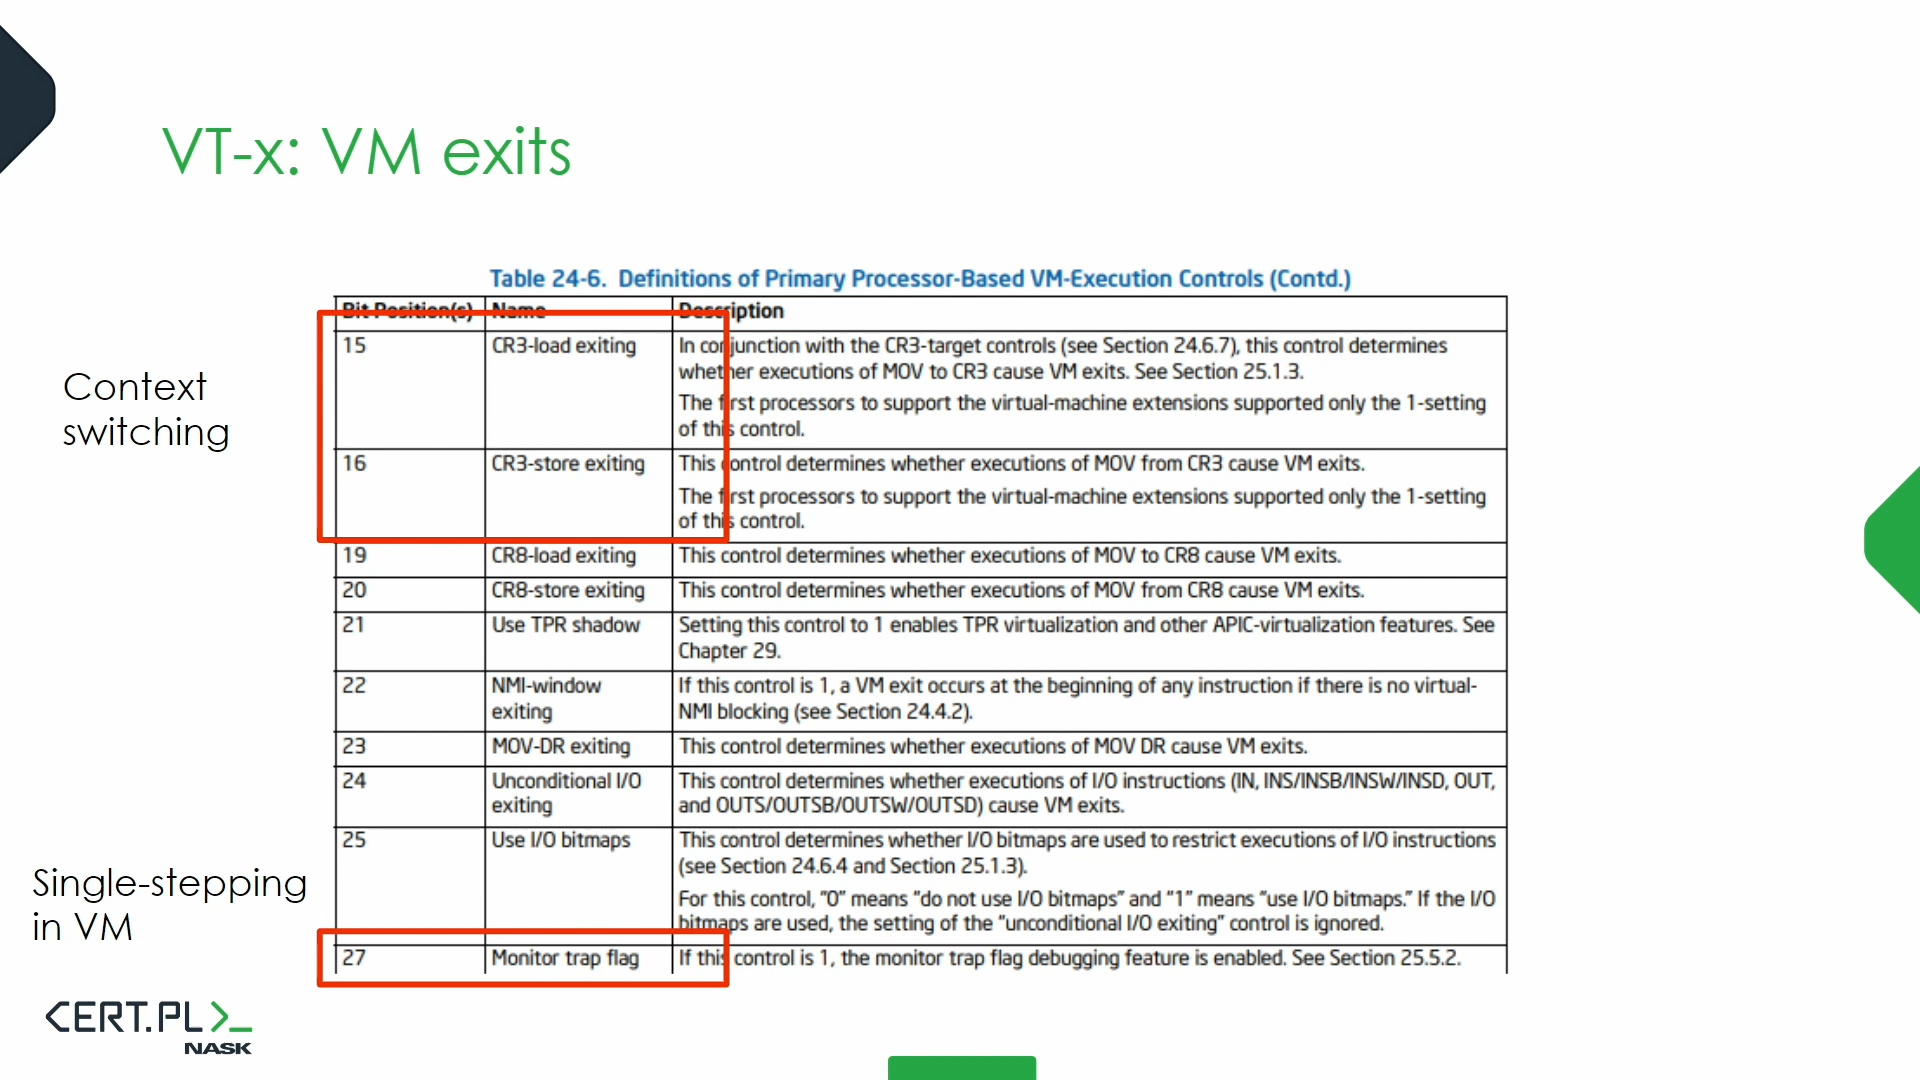 VT-x: VM exits
Table 24-6. Definitions of Primary Processor-Based VM-Execution Controls (Contd.)
Bit Position(s) Name Description
Context
switching
15 CR3-load exiting In conjunction with the CR3-target controls (see Section 24.6.7), this control determines
whether executions of MOV to CR3 cause VM exits. See Section 25.1.3.
The first processors to support the virtual-machine extensions supported only the 1-setting
of this control.
16 CR3-store exiting This control determines whether executions of MOV from CR3 cause VM exits.
The first processors to support the virtual-machine extensions supported only the 1-setting
of this control.
19 CR8-load exiting This control determines whether executions of MOV to CR8 cause VM exits.
20 CR8-store exiting This control determines whether executions of MOV from CR8 cause VM exits.
21 Use TPR shadow Setting this control to 1 enables TPR virtualization and other APIC-virtualization features. See
Chapter 29.
22 NMI-window If this control is 1, a VM exit occurs at the beginning of any instruction if there is no virtual-
exiting NMI blocking (see Section 24.4.2).
23 MOV-DR exiting This control determines whether executions of MOV DR cause VM exits.
24 Unconditional I/O This control determines whether executions of I/O instructions (IN, INS/INSB/INSW/INSD, OUT,
exiting and OUTS/OUTSB/OUTSW/OUTSD) cause VM exits.
25 Use I/O bitmaps This control determines whether I/O bitmaps are used to restrict executions of I/O instructions
(see Section 24.6.4 and Section 25.1.3).
For this control, "0" means "do not use I/O bitmaps" and "1" means "use I/O bitmaps." If the I/O
bitmaps are used, the setting of the "unconditional I/O exiting" control is ignored.
Single-stepping
in VM
27 Monitor trap flag If this control is 1, the monitor trap flag debugging feature is enabled. See Section 25.5.2.
CERT.PL>_
NASK